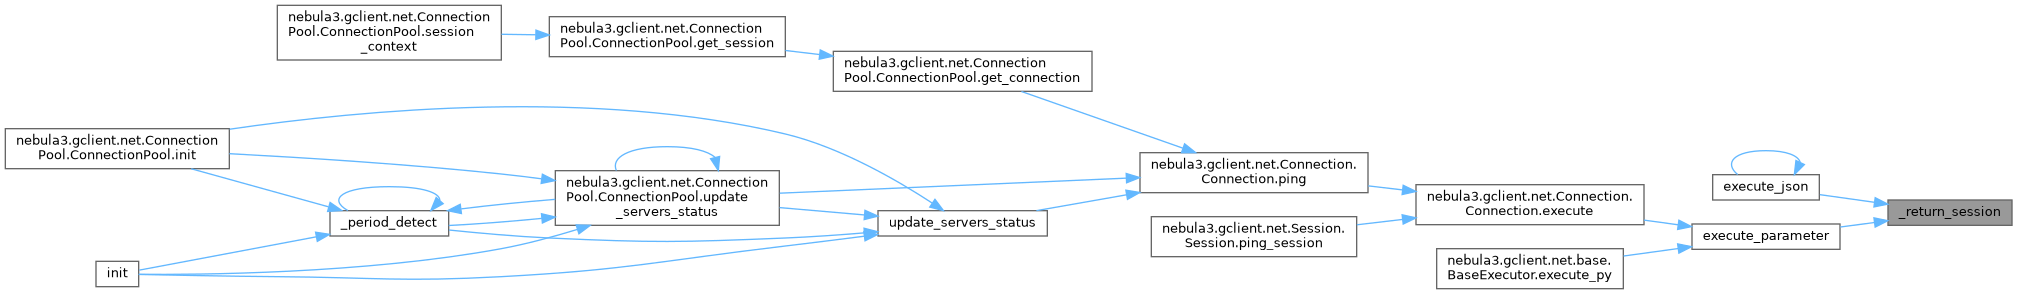 nebula3.gclient.net.Connection
Pool.ConnectionPool.session
_context
nebula3.gclient.net.Connection
Pool.ConnectionPool.get_session
nebula3.gclient.net.Connection
Pool.ConnectionPool.get_connection
nebula3.gclient.net.Connection
Pool.ConnectionPool.init
nebula3.gclient.net.Connection
Pool.ConnectionPool.update
_servers_status
_period_detect
init
update_servers_status
nebula3.gclient.net.Connection.
Connection.ping
nebula3.gclient.net.Session.
Session.ping_session
nebula3.gclient.net.Connection.
Connection.execute
nebula3.gclient.net.base.
BaseExecutor.execute_py
execute_json
execute_parameter
_return_session